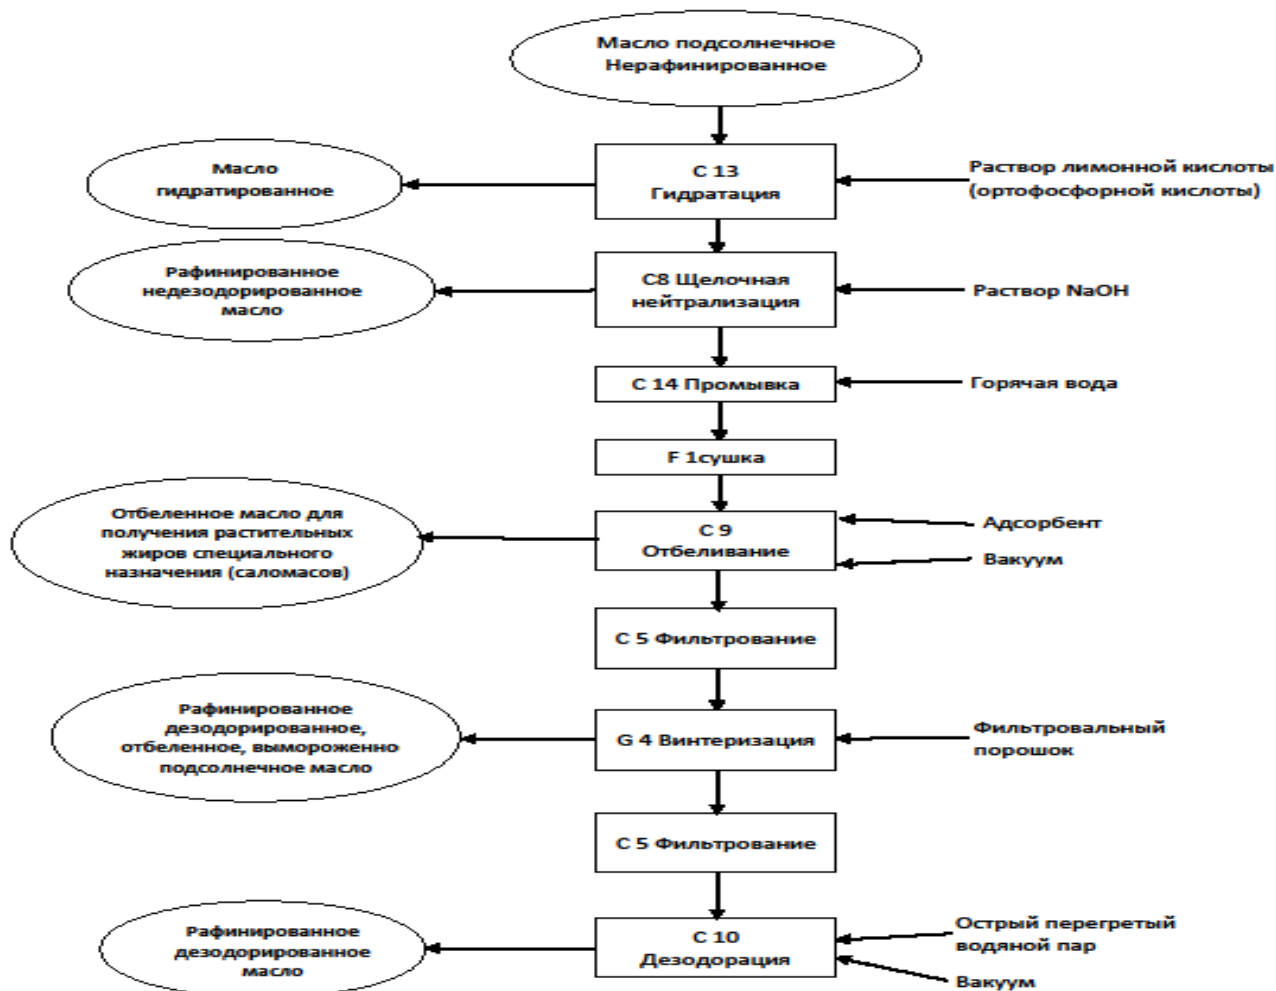 Масло подсолнечное
Нерафинированное
Масло
гидратированное
С 13
Гидратация
Раствор лимонной кислоты
(ортофосфорной кислоты)
Рафинированное
недезодорированное
масло
С8 Щелочная
нейтрализация
Раствор NaOH
С 14 Промывка
Горячая вода
F 1сушка
Отбеленное масло для
получения растительных
жиров специального
назначения (саломасов)
С 9
Отбеливание
Адсорбент
Вакуум
С 5 Фильтрование
Рафинированное
дезодорированное,
отбеленное, вымороженно
подсолнечное масло
G 4 Винтеризация
Фильтровальный
порошок
С 5 Фильтрование
Рафинированное
дезодорированное
масло
С 10
Дезодорация
Острый перегретый
водяной пар
Вакуум